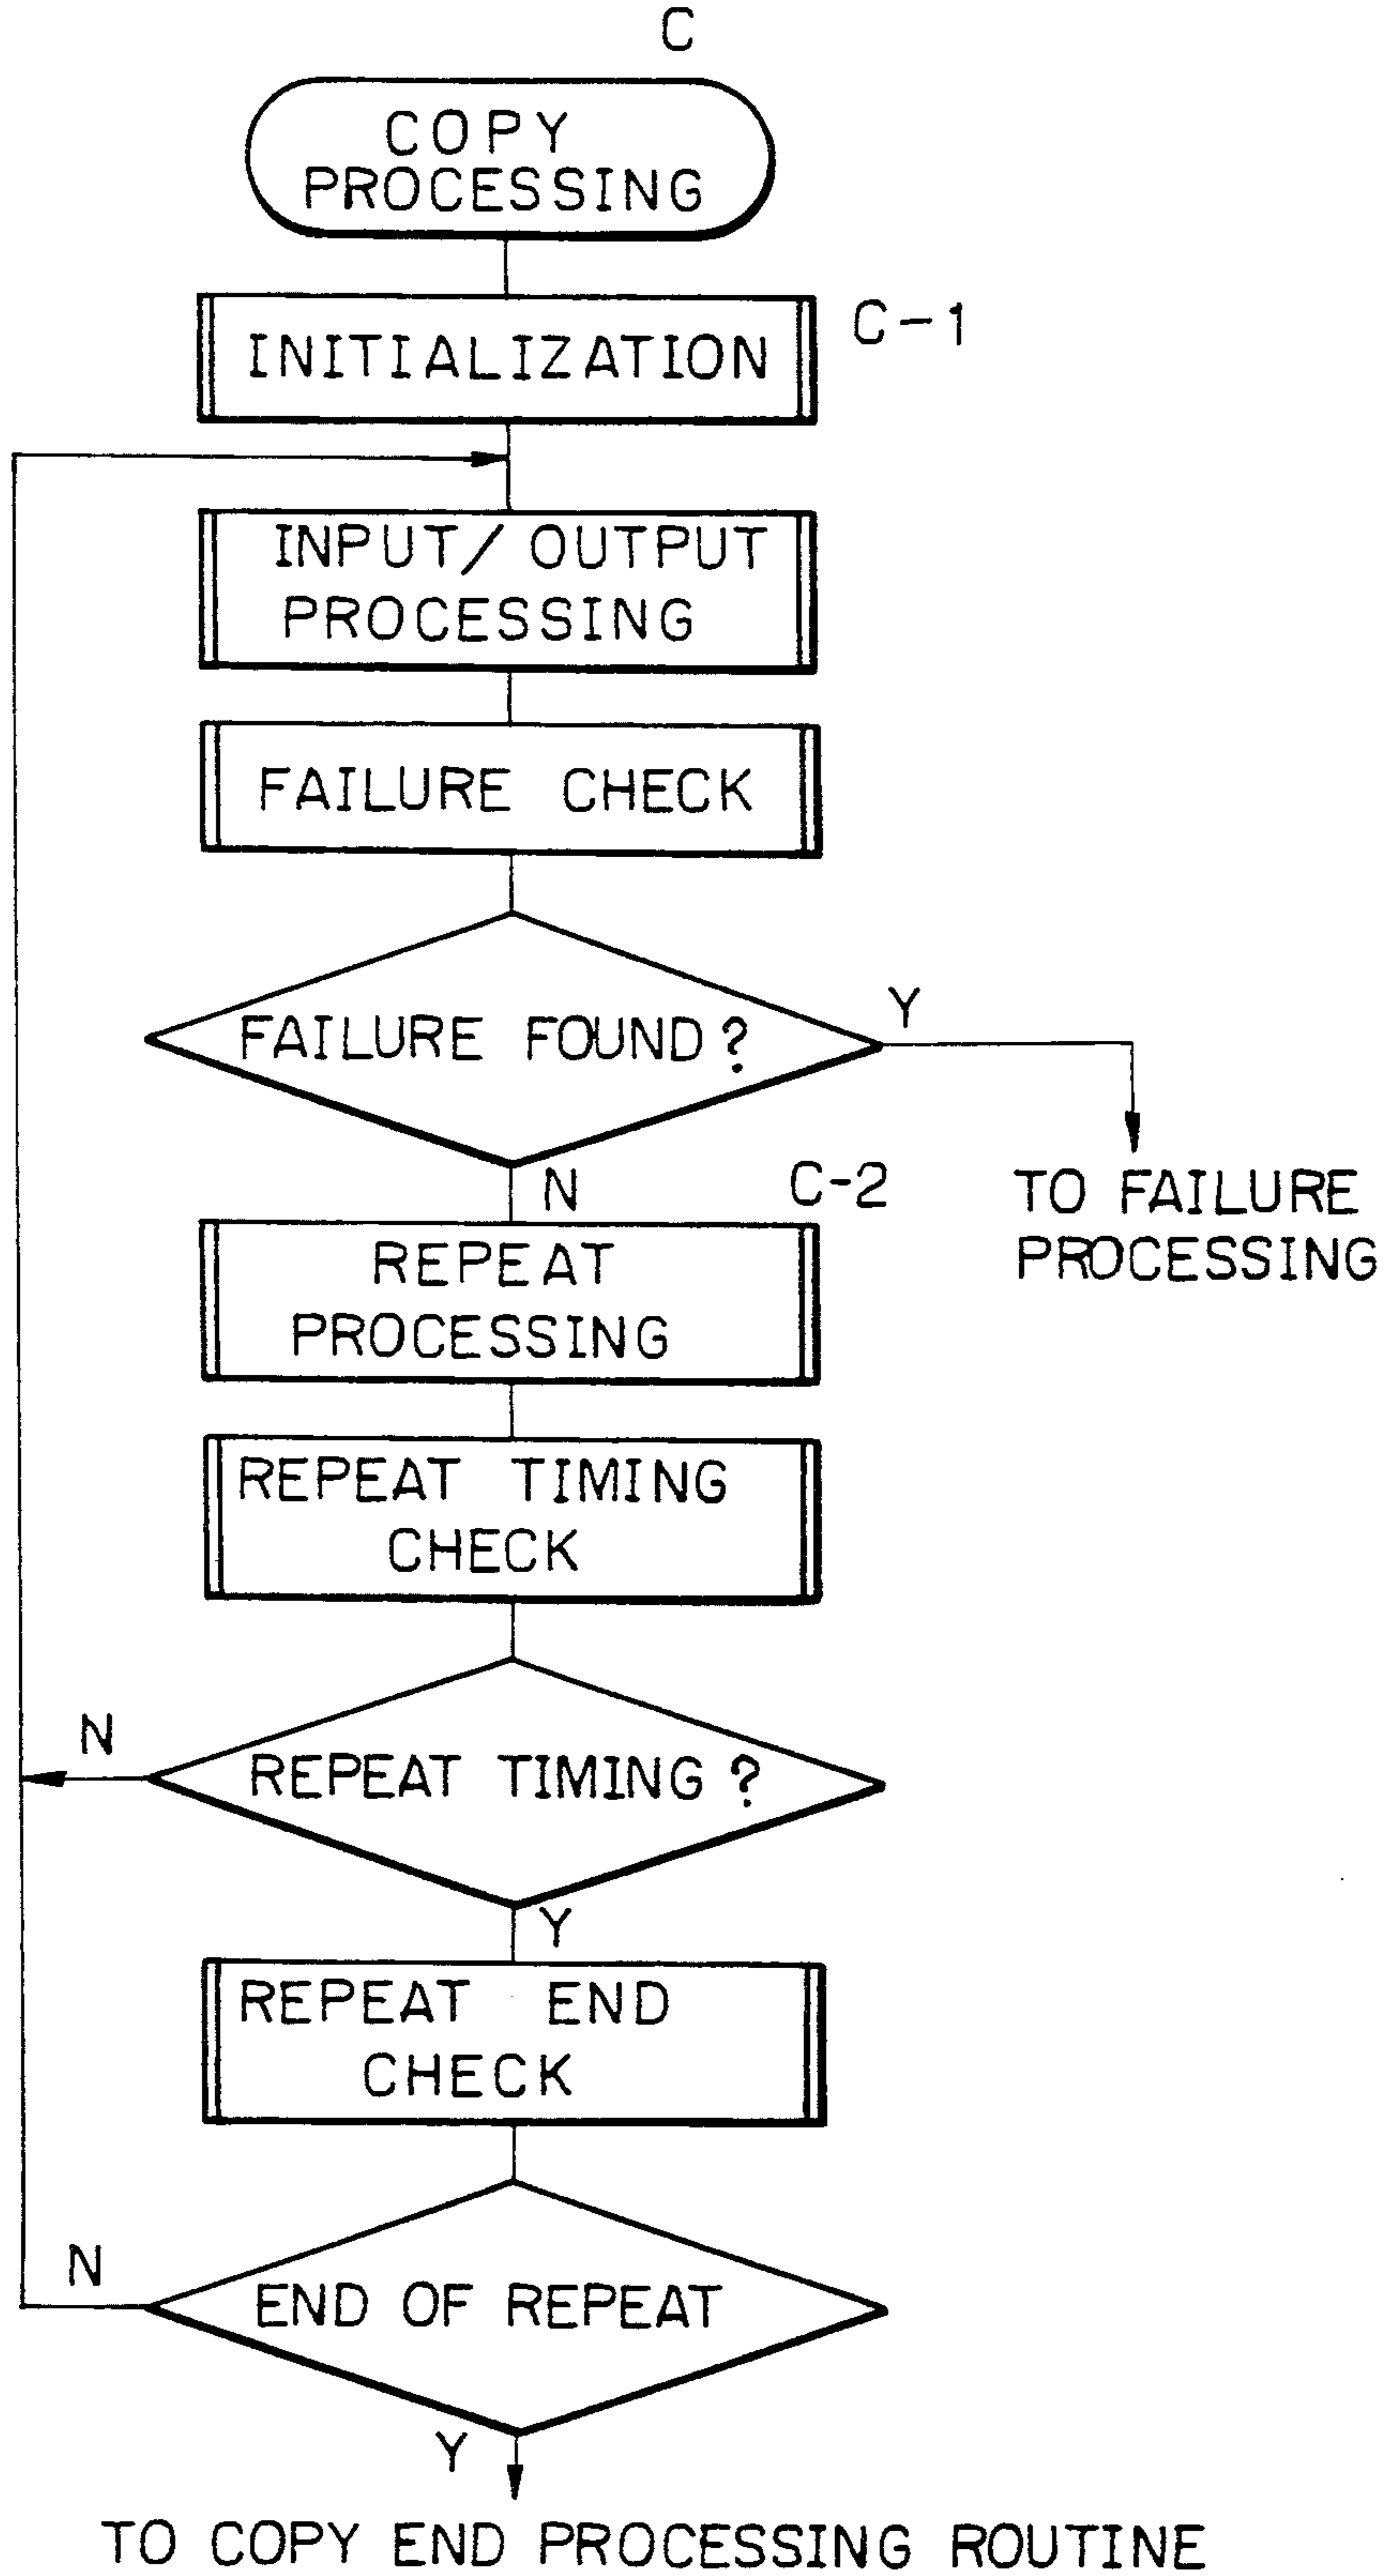 C
COPY
PROCESSING
INITIALIZATION
C-1
INPUT/OUTPUT
PROCESSING
FAILURE CHECK
FAILURE FOUND?
Y
N
TO FAILURE
PROCESSING
C-2
REPEAT
PROCESSING
REPEAT TIMING
CHECK
N
REPEAT TIMING?
Y
REPEAT END
CHECK
N
END OF REPEAT
Y
TO COPY END PROCESSING ROUTINE